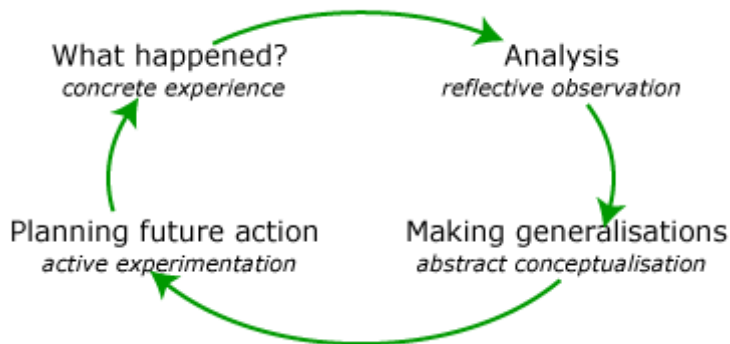 What happened?
concrete experience
Analysis
reflective observation
Planning future action
active experimentation
Making generalisations
abstract conceptualisation